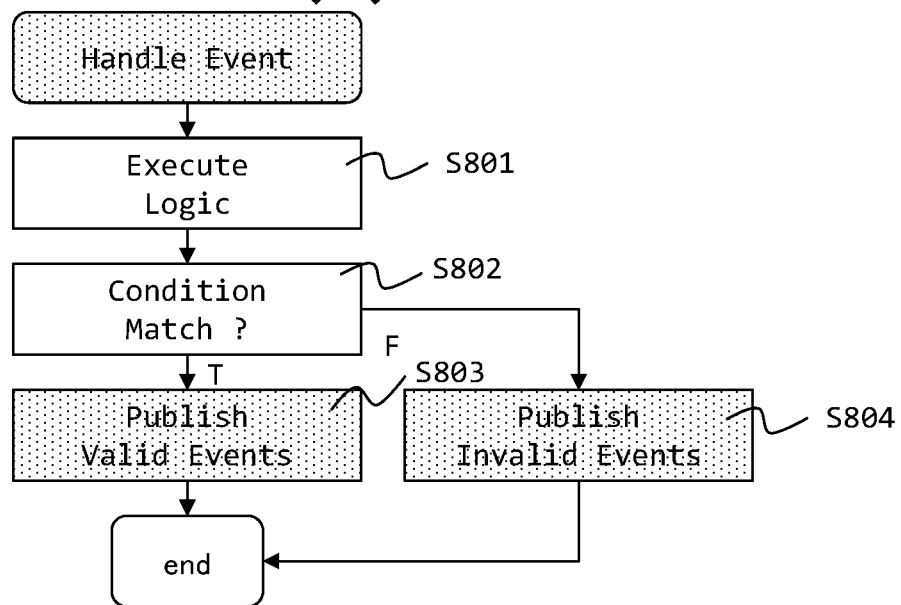 Handle Event
Execute
Logic
S801
Condition
Match ?
S802
F
T
S803
Publish
Valid Events
Publish
Invalid Events
S804
end